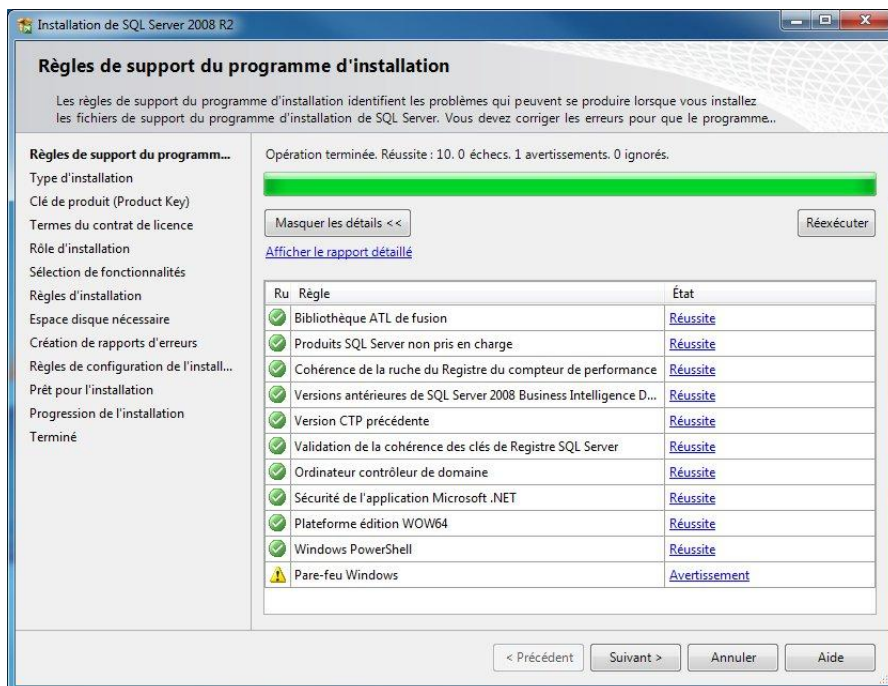 Installation de SQL Server 2008 R2
Règles de support du programme d'installation
Les règles de support du programme d'installation identifient les problèmes qui peuvent se produire lorsque vous installez
les fichiers de support du programme d'installation de SQL Server. Vous devez corriger les erreurs pour que le programme...
Règles de support du programm...
Type d'installation
Clé de produit (Product Key)
Termes du contrat de licence
Rôle d'installation
Sélection de fonctionnalités
Règles d'installation
Espace disque nécessaire
Création de rapports d'erreurs
Règles de configuration de l'install...
Prêt pour l'installation
Progression de l'installation
Terminé
Opération terminée. Réussite : 10. 0 échecs. 1 avertissements. 0 ignorés.
Masquer les détails <<
Réexécuter
Afficher le rapport détaillé
Ru Règle État
Bibliothèque ATL de fusion Réussite
Produits SQL Server non pris en charge Réussite
Cohérence de la ruche du Registre du compteur de performance Réussite
Versions antérieures de SQL Server 2008 Business Intelligence D... Réussite
Version CTP précédente Réussite
Validation de la cohérence des clés de Registre SQL Server Réussite
Ordinateur contrôleur de domaine Réussite
Sécurité de l'application Microsoft .NET Réussite
Plateforme édition WOW64 Réussite
Windows PowerShell Réussite
Pare-feu Windows Avertissement
< Précédent Suivant > Annuler Aide